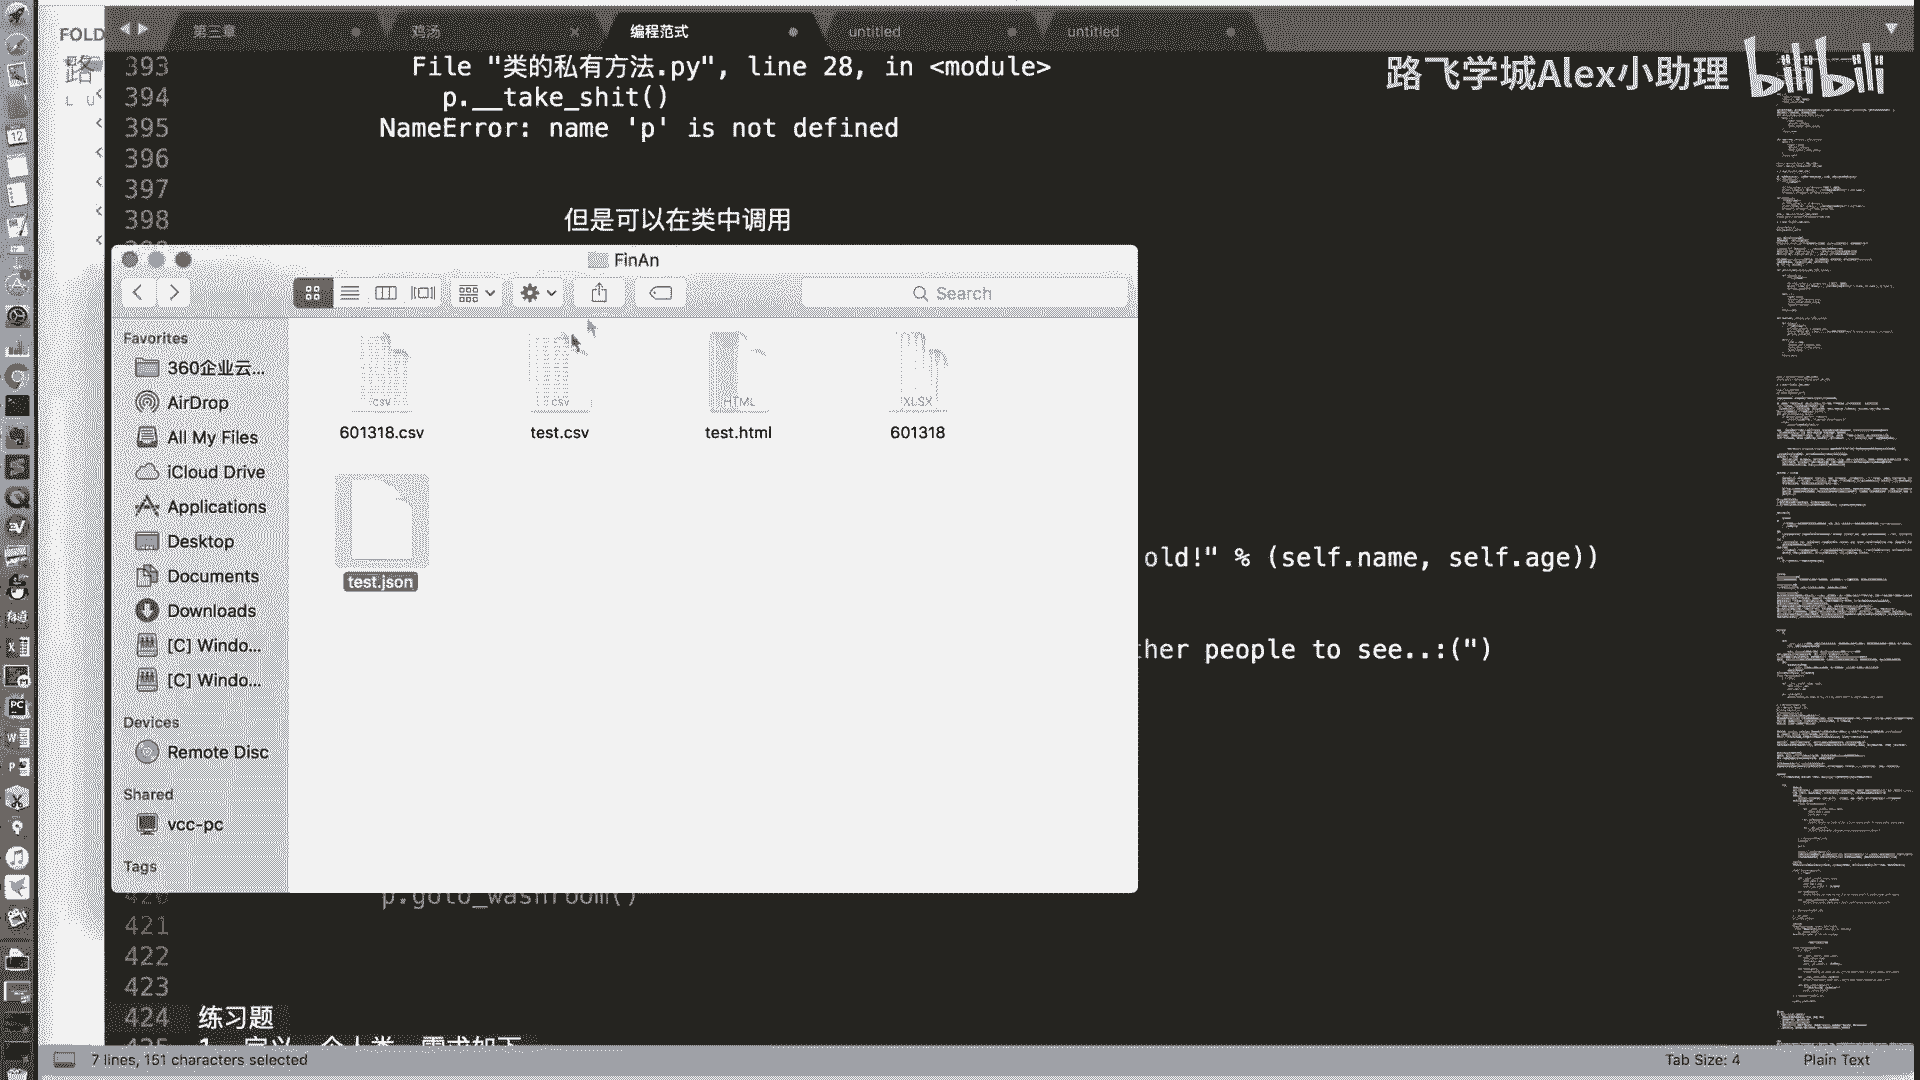 FOLD
第三章
鸡汤
编程范式
untitled
untitled
路飞学城Alex小助理 bilibili
393 File "类的私有方法.py", line 28, in <module>
394 p.__take_shit()
395 NameError: name 'p' is not defined
396
397
398 但是可以在类中调用
FinAn
Search
Favorites
360企业云...
AirDrop
All My Files
iCloud Drive
Applications
Desktop
Documents
Downloads
[C] Windo...
[C] Windo...
Devices
Remote Disc
Shared
vcc-pc
Tags
CSV
CSV
HTML
XLSX
601318.csv
test.csv
test.html
601318
test.json
old!" % (self.name, self.age))
ther people to see..:(")
420 p.goto_washroom()
421
422
423
424 练习题
7 lines, 151 characters selected
Tab Size: 4
Plain Text